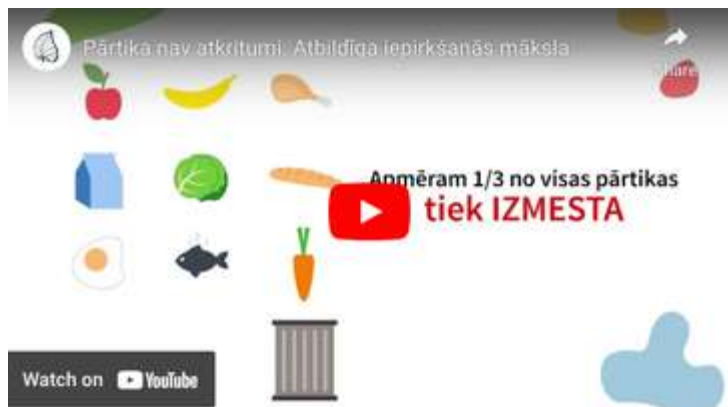 Pārtika nav atkritumi. Atbildīga iepirkšanās māksla
Share
Apmēram 1/3 no visas pārtikas
tiek IZMESTA
Watch on YouTube